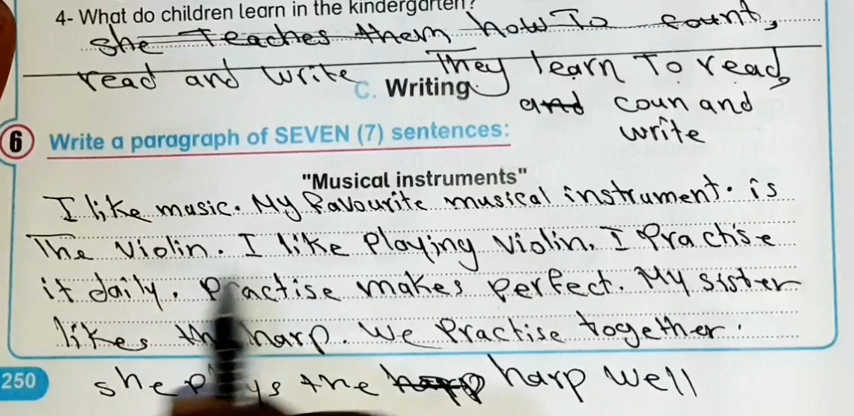 4- What do children learn in the kindergarten?
She Teaches them how To count,
read and write They learn To read,
C. Writing
and coun and
write
6 Write a paragraph of SEVEN (7) sentences:
"Musical instruments"
I like music. My favourite musical instrument. is
The violin. I like Playing violin. I Practise
it daily. Practise makes perfect. My sister
likes the harp. We Practise together.
250 she plays the harp harp well